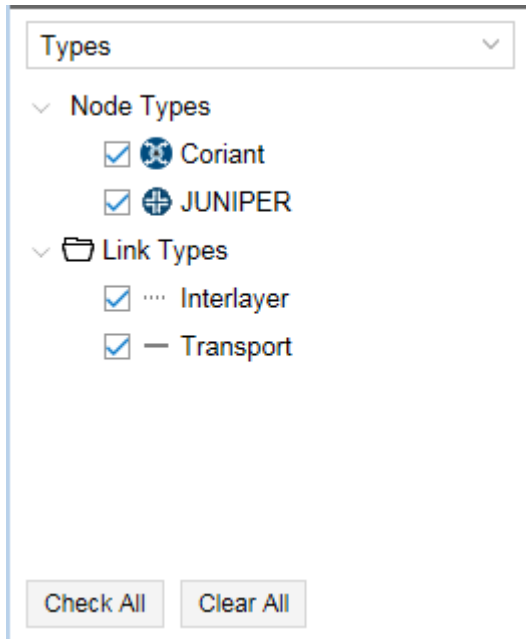 Types
Node Types
Coriant
JUNIPER
Link Types
Interlayer
Transport
Check All Clear All